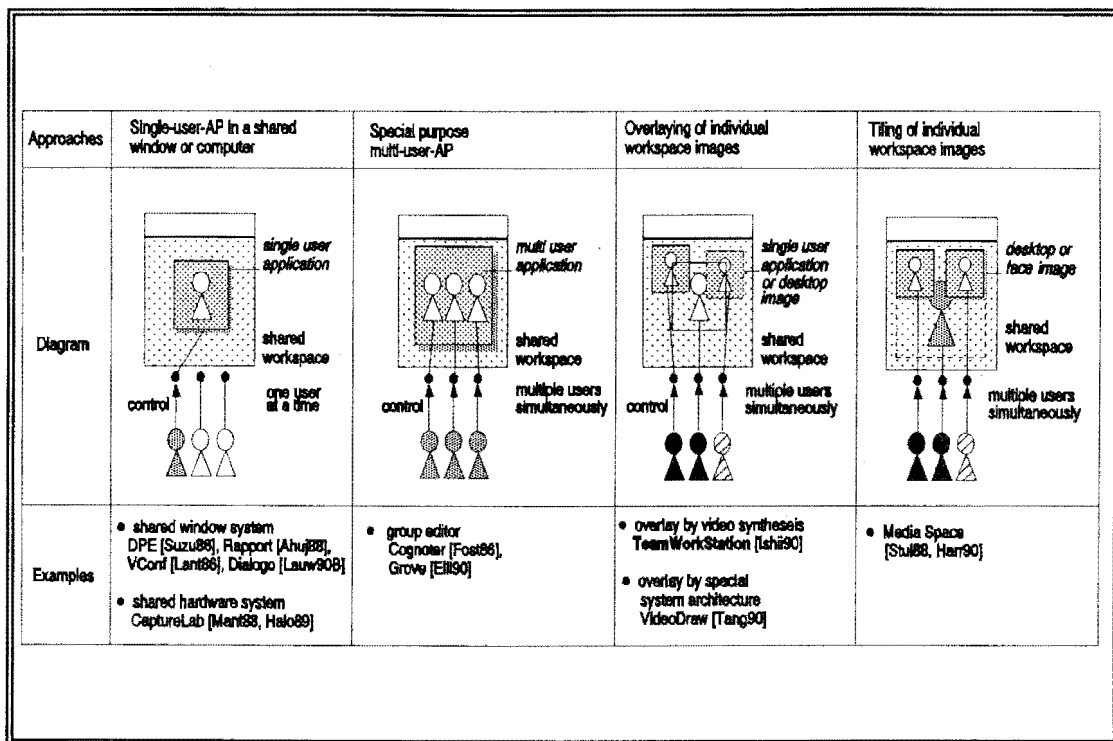 Approaches
Single-user-AP in a shared
window or computer
Special purpose
multi-user-AP
Overlaying of individual
workspace images
Tiling of individual
workspace images
Diagram
single user
application
shared
workspace
one user
at a time
control
multi user
application
shared
workspace
multiple users
simultaneously
control
single user
application
or desktop
image
shared
workspace
multiple users
simultaneously
control
desktop or
face image
shared
workspace
multiple users
simultaneously
Examples
• shared window system
DPE [Suzu86], Rapport [Ahuj88],
VConf [Lant86], Dialogo [Lauw90B]
• shared hardware system
CaptureLab [Mant88, Halo89]
• group editor
Cognoter [Fost86],
Grove [Elli90]
• overlay by video syntheseis
TeamWorkStation [Ishii90]
• overlay by special
system architecture
VideoDraw [Tang90]
• Media Space
[Stul88, Harr90]